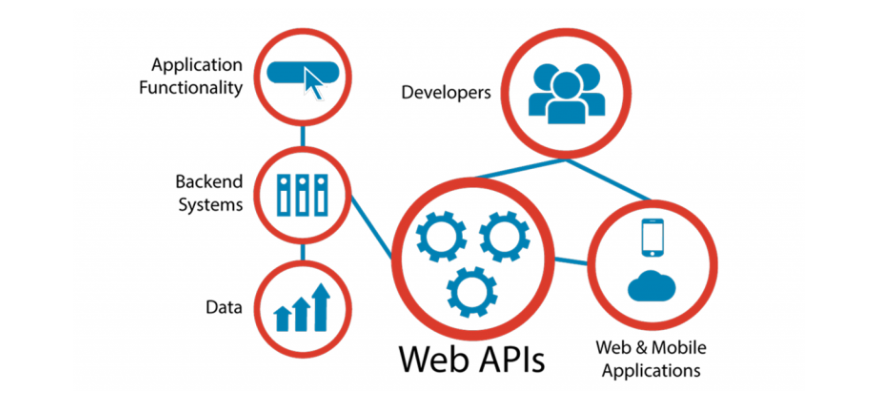 Application
Functionality
Developers
Backend
Systems
Data
Web APIs
Web & Mobile
Applications